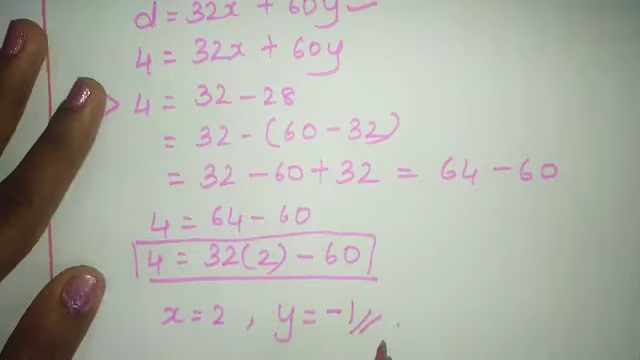 d = 32x + 60y
4 = 32x + 60y
4 = 32 - 28
= 32 - (60 - 32)
= 32 - 60 + 32 = 64 - 60
4 = 64 - 60
4 = 32(2) - 60
x = 2 , y = -1 //